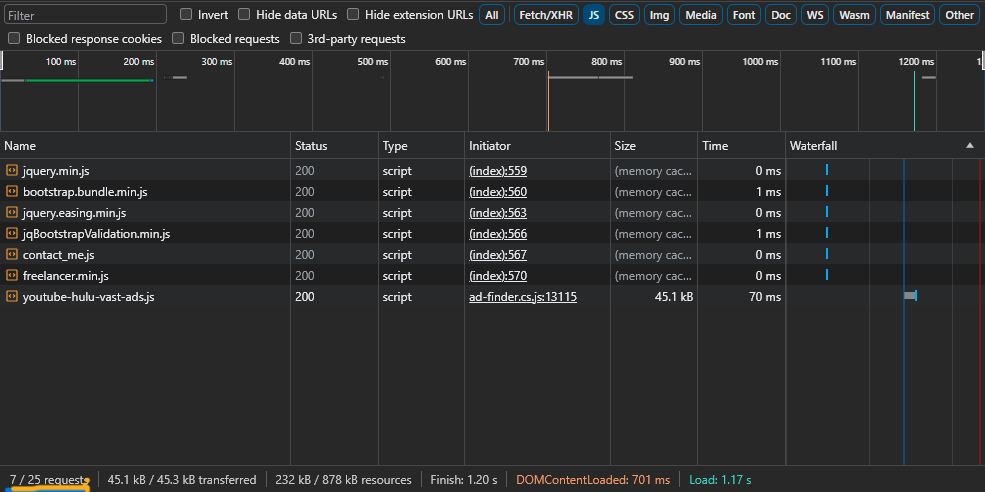 Filter Invert Hide data URLs Hide extension URLs All Fetch/XHR JS CSS Img Media Font Doc WS Wasm Manifest Other
Blocked response cookies Blocked requests 3rd-party requests
100 ms 200 ms 300 ms 400 ms 500 ms 600 ms 700 ms 800 ms 900 ms 1000 ms 1100 ms 1200 ms 1
Name Status Type Initiator Size Time Waterfall
jquery.min.js 200 script (index):559 (memory cac... 0 ms
bootstrap.bundle.min.js 200 script (index):560 (memory cac... 1 ms
jquery.easing.min.js 200 script (index):563 (memory cac... 0 ms
jqBootstrapValidation.min.js 200 script (index):566 (memory cac... 1 ms
contact_me.js 200 script (index):567 (memory cac... 0 ms
freelancer.min.js 200 script (index):570 (memory cac... 0 ms
youtube-hulu-vast-ads.js 200 script ad-finder.cs.js:13115 45.1 kB 70 ms
7 / 25 requests 45.1 kB / 45.3 kB transferred 232 kB / 878 kB resources Finish: 1.20 s DOMContentLoaded: 701 ms Load: 1.17 s